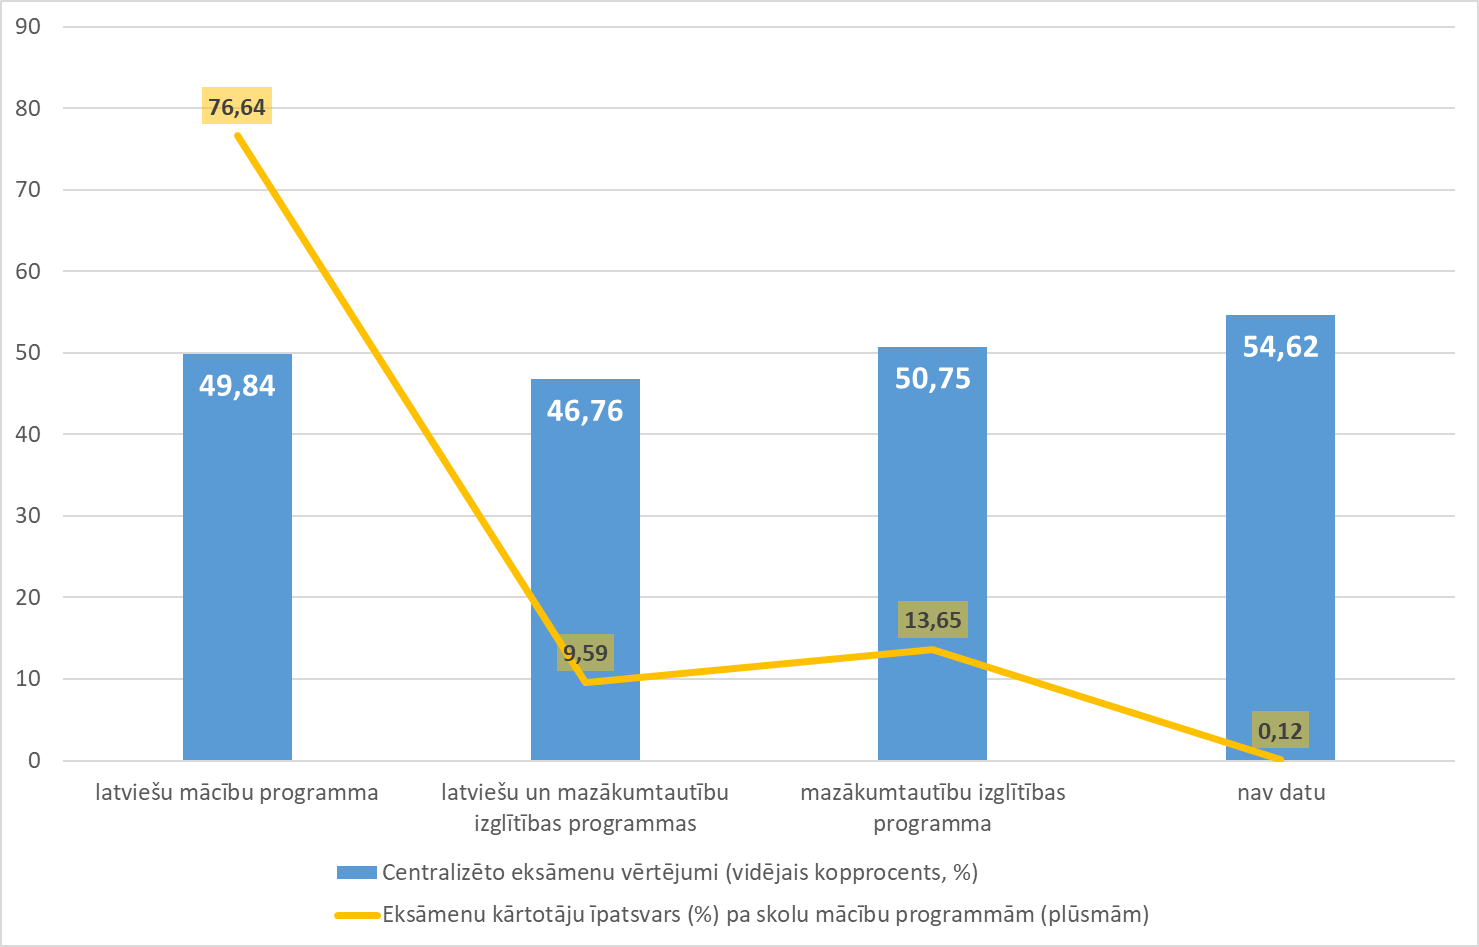 90
80
70
60
50
40
30
20
10
0
76,64
49,84
46,76
50,75
54,62
9,59
13,65
0,12
latviešu mācību programma
latviešu un mazākumtautību
izglītības programmas
mazākumtautību izglītības
programma
nav datu
Centralizēto eksāmenu vērtējumi (vidējais kopprocents, %)
Eksāmenu kārtotāju īpatsvars (%) pa skolu mācību programmām (plūsmām)